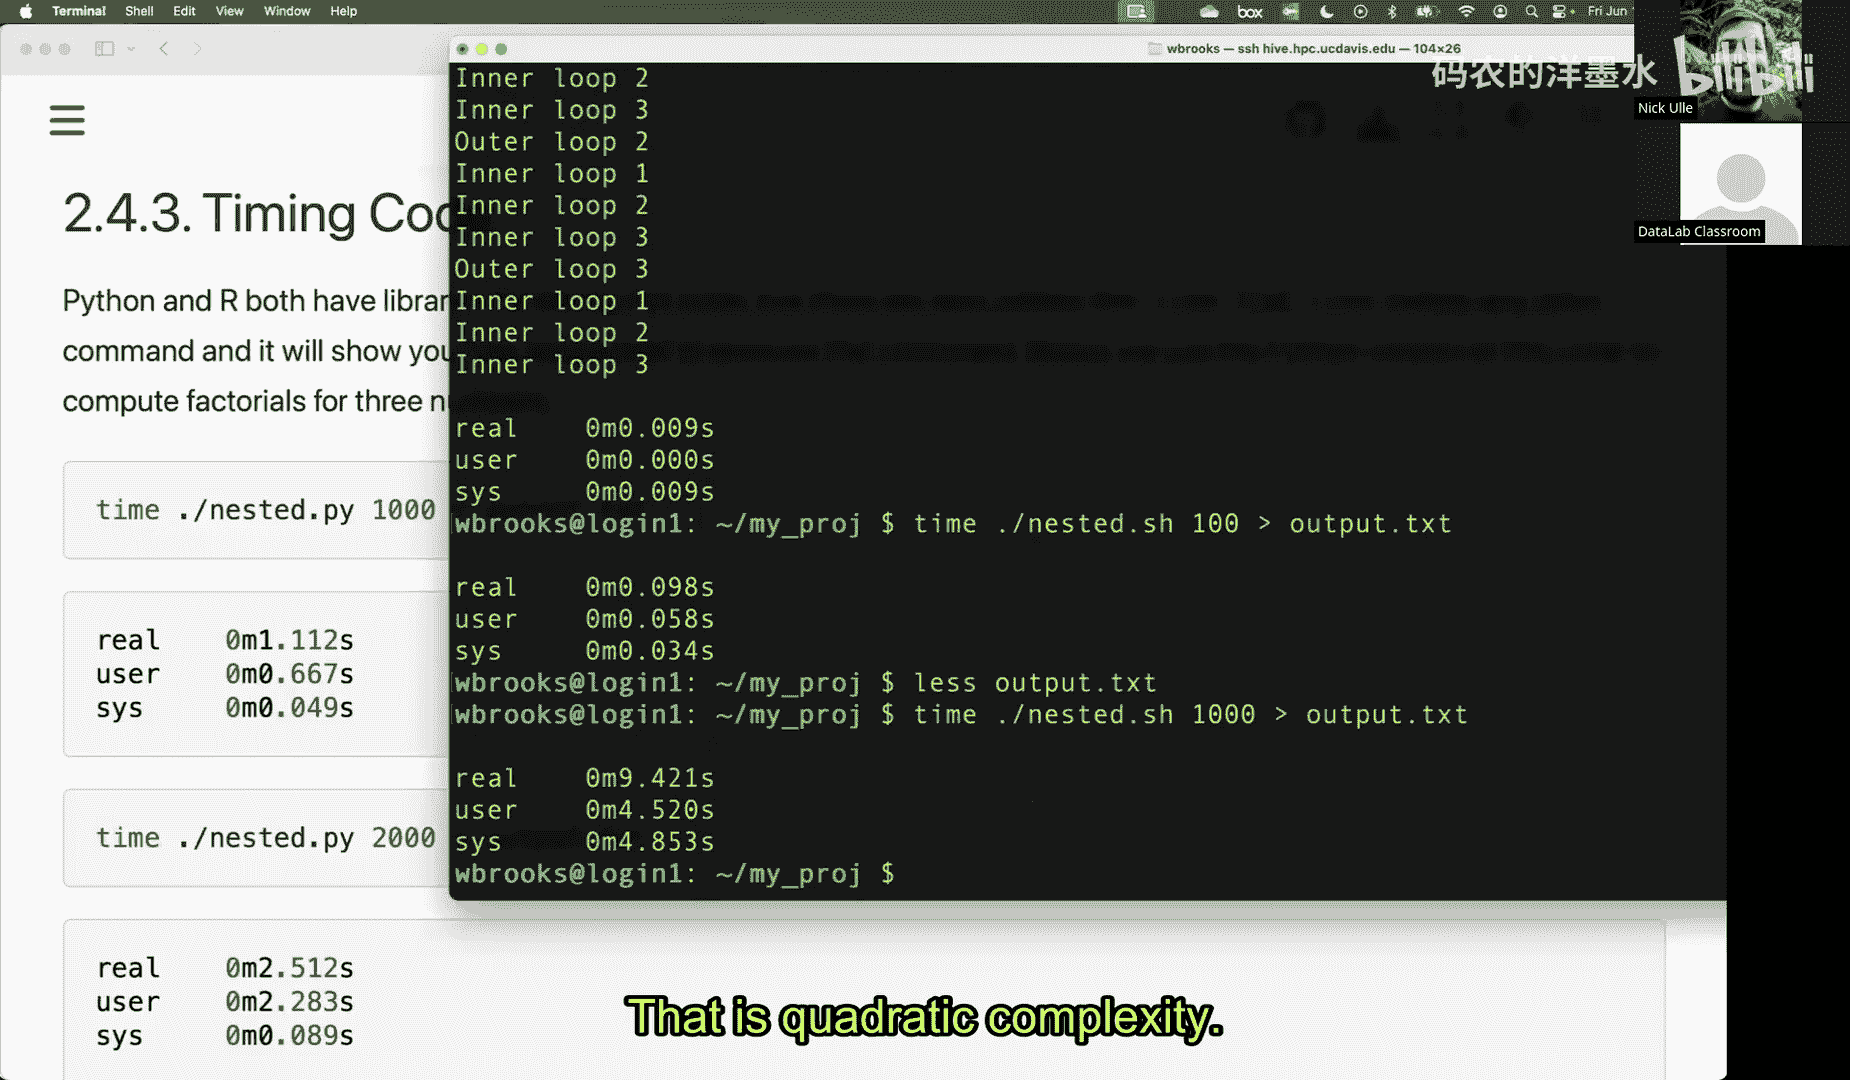 Terminal Shell Edit View Window Help
box
Fri Jun
wbrooks — ssh hive.hpc.ucdavis.edu — 104×26
码农的洋墨水 bilibili
Nick Ulle
DataLab Classroom
2.4.3. Timing Co
Python and R both have librar
command and it will show you
compute factorials for three n
time ./nested.py 1000
real 0m1.112s
user 0m0.667s
sys 0m0.049s
time ./nested.py 2000
real 0m2.512s
user 0m2.283s
sys 0m0.089s
Inner loop 2
Inner loop 3
Outer loop 2
Inner loop 1
Inner loop 2
Inner loop 3
Outer loop 3
Inner loop 1
Inner loop 2
Inner loop 3
real 0m0.009s
user 0m0.000s
sys 0m0.009s
wbrooks@login1: ~/my_proj $ time ./nested.sh 100 > output.txt
real 0m0.098s
user 0m0.058s
sys 0m0.034s
wbrooks@login1: ~/my_proj $ less output.txt
wbrooks@login1: ~/my_proj $ time ./nested.sh 1000 > output.txt
real 0m9.421s
user 0m4.520s
sys 0m4.853s
wbrooks@login1: ~/my_proj $
That is quadratic complexity.